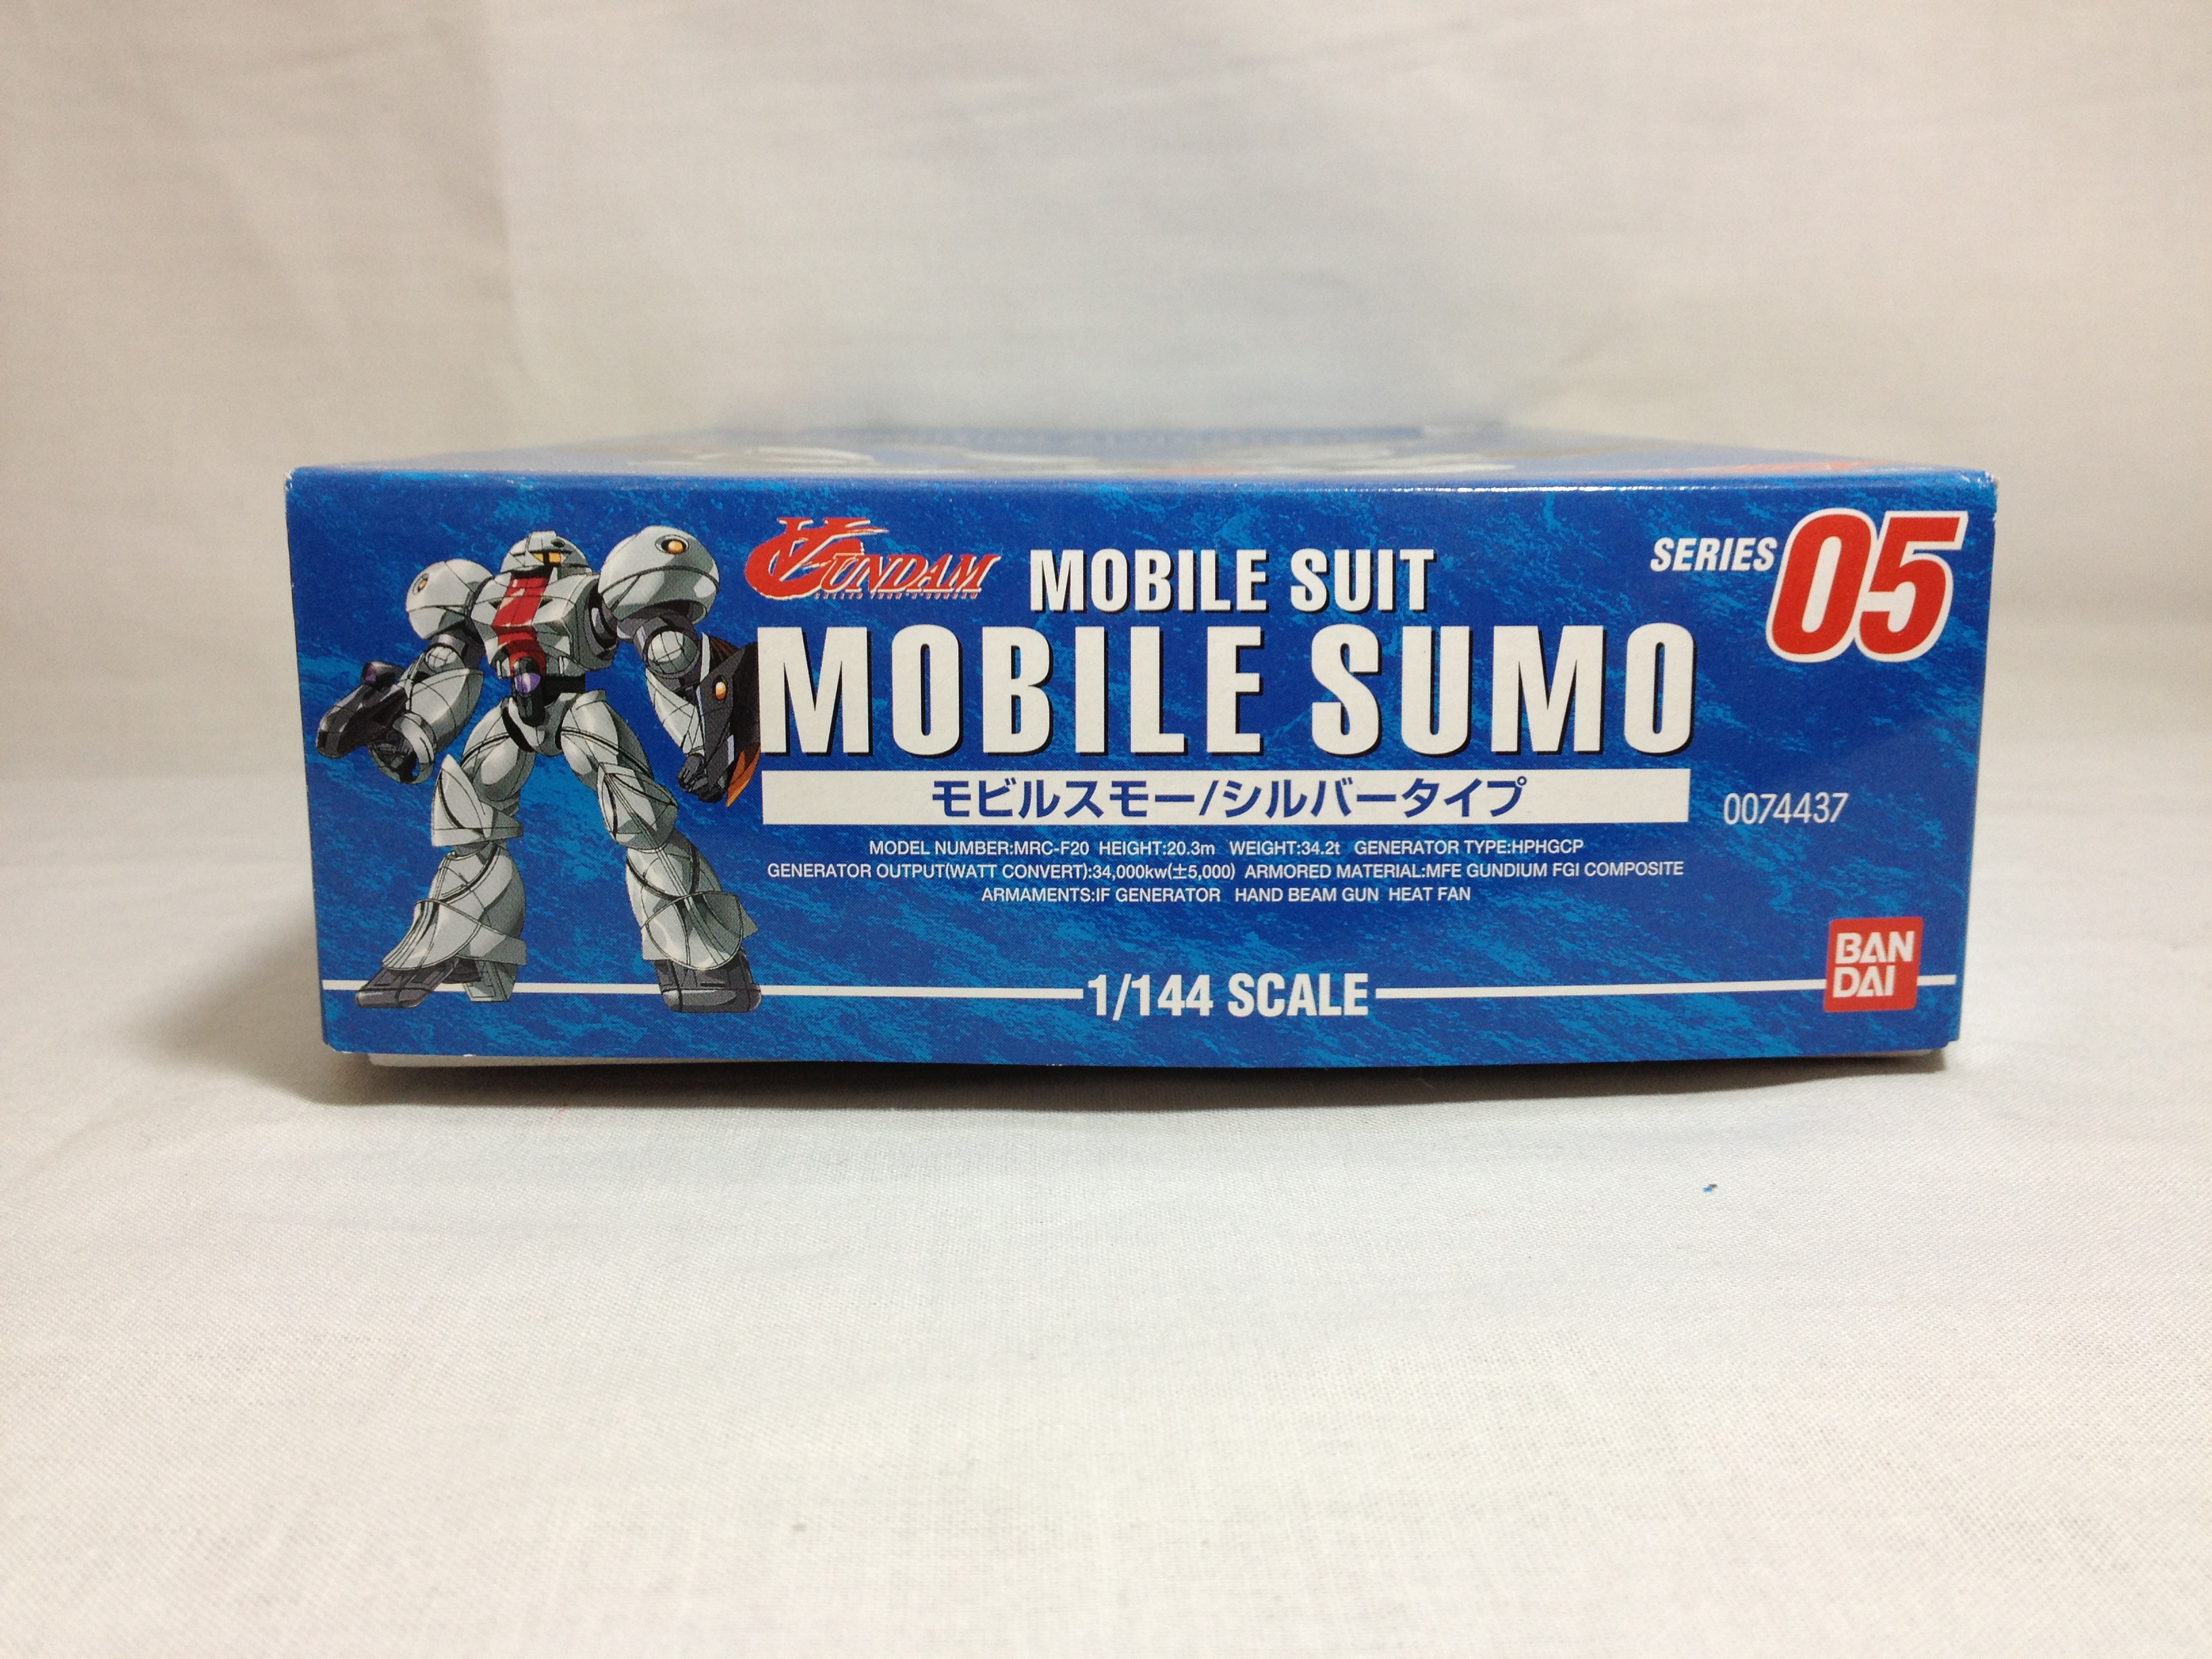 ∀GUNDAM
MOBILE SUIT
SERIES 05
MOBILE SUMO
モビルスモー/シルバータイプ
0074437
MODEL NUMBER:MRC-F20 HEIGHT:20.3m WEIGHT:34.2t GENERATOR TYPE:HPHGCP
GENERATOR OUTPUT(WATT CONVERT):34,000kw(±5,000) ARMORED MATERIAL:MFE GUNDIUM FGI COMPOSITE
ARMAMENTS:IF GENERATOR HAND BEAM GUN HEAT FAN
1/144 SCALE
BAN
DAI